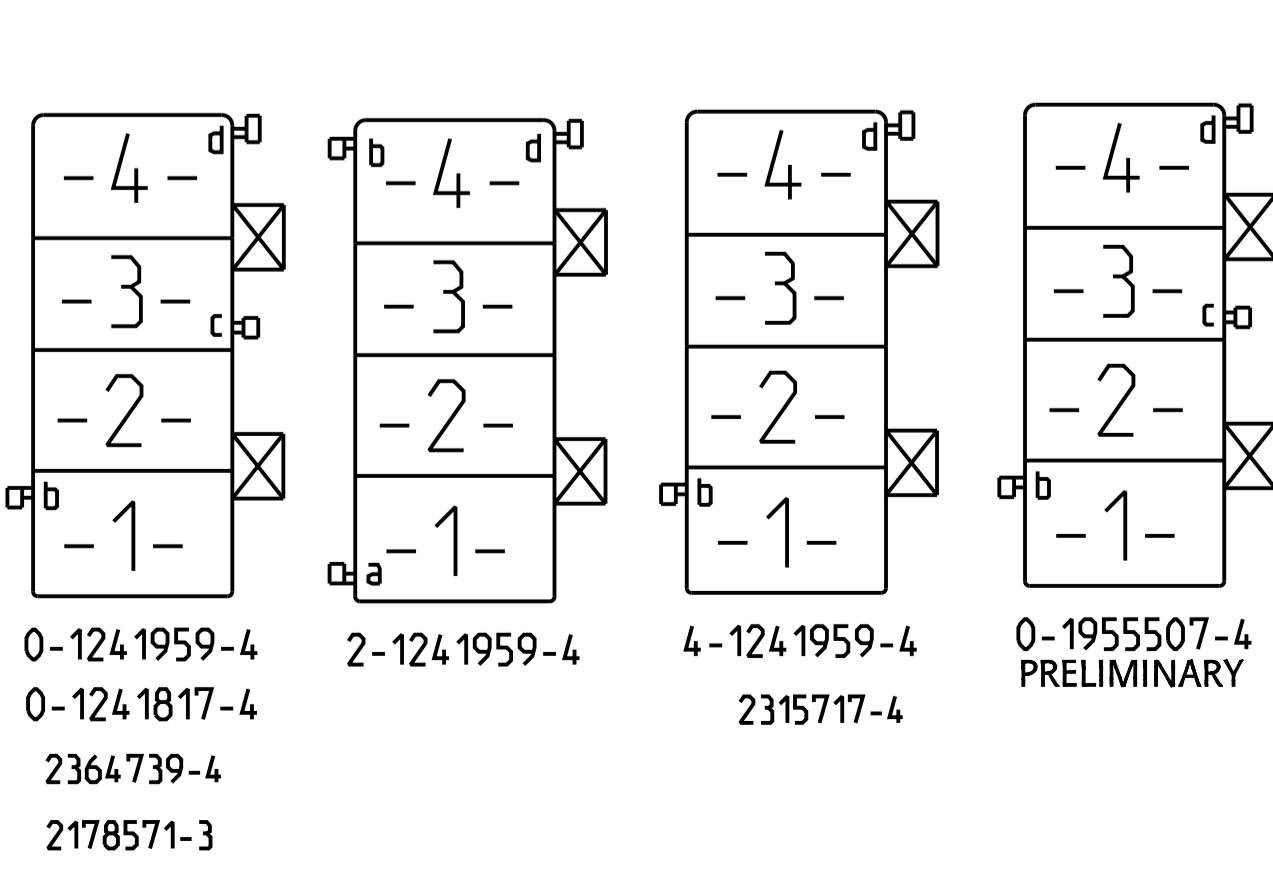 -4- d
-3-
c
-2-
b
-1-
0-1241959-4
0-1241817-4
2364739-4
2178571-3
b d
-4-
-3-
-2-
-1-
a
2-1241959-4
d
-4-
-3-
-2-
b
-1-
4-1241959-4
2315717-4
d
-4-
-3-
c
-2-
b
-1-
0-1955507-4
PRELIMINARY